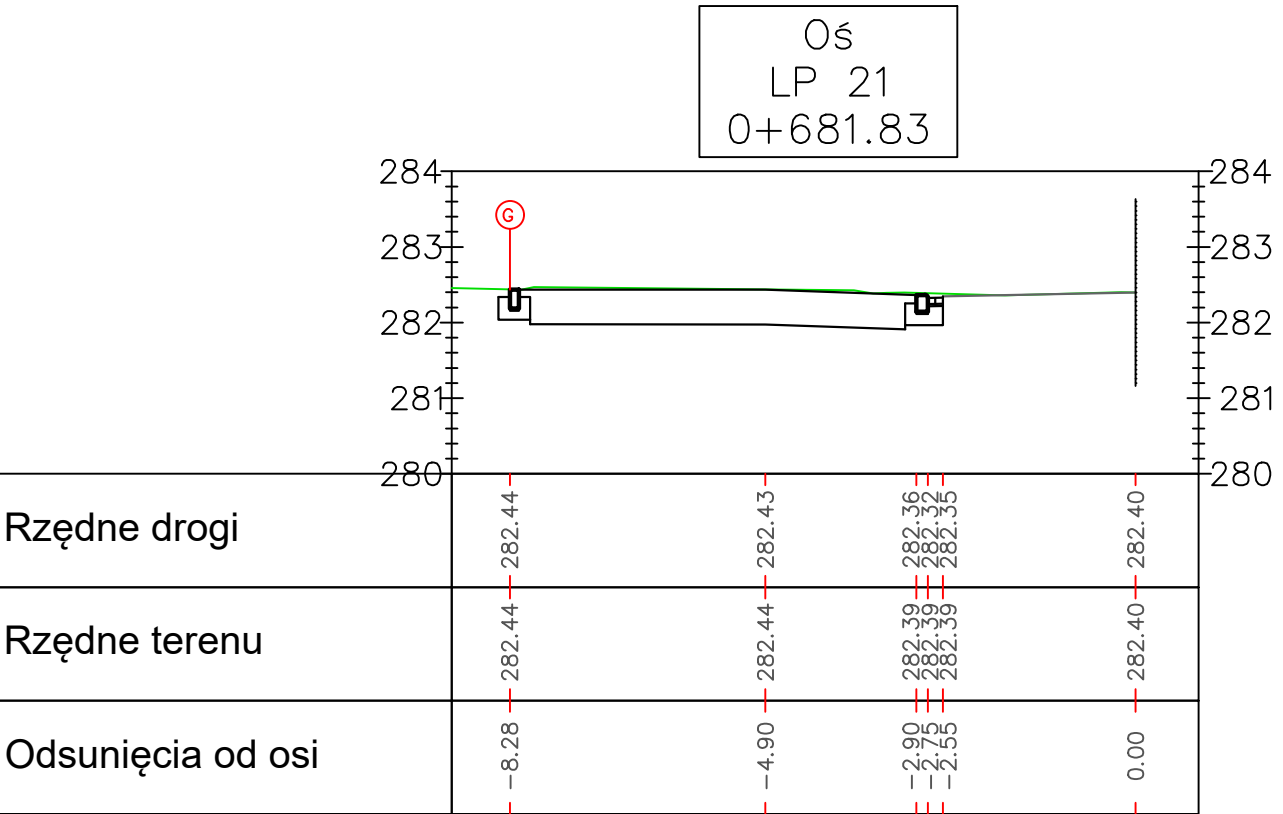 Oś
LP 21
0+681.83
284 284
G
283 283
282 282
281 281
280 280
Rzędne drogi 282.44 282.43 282.36 282.32 282.35 282.40
Rzędne terenu 282.44 282.44 282.39 282.39 282.39 282.40
Odsunięcia od osi -8.28 -4.90 -2.90 -2.75 -2.55 0.00